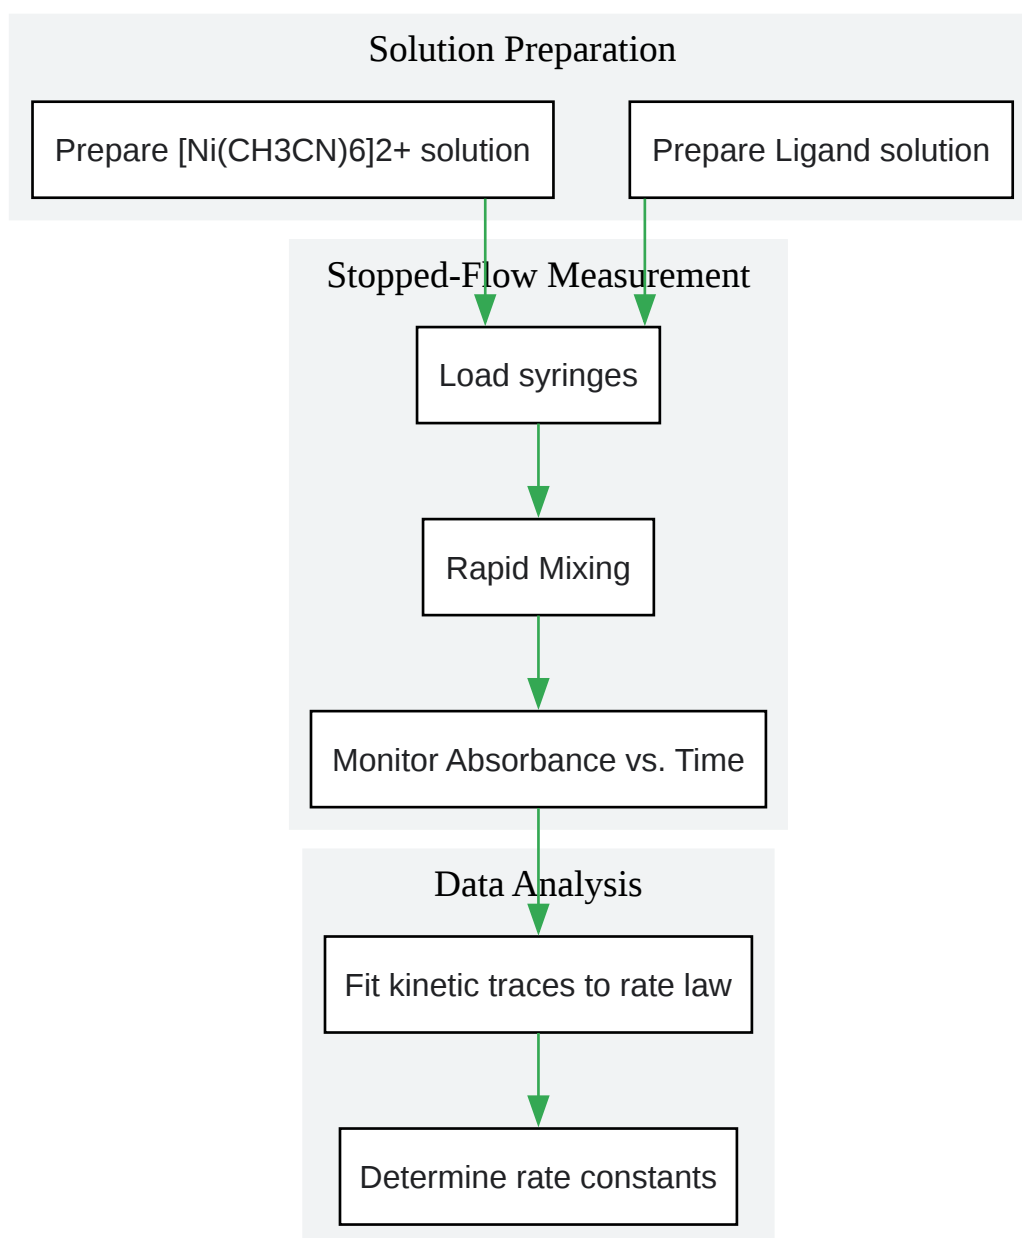 Solution Preparation
Prepare [Ni(CH3CN)6]2+ solution
Prepare Ligand solution
Stopped-Flow Measurement
Load syringes
Rapid Mixing
Monitor Absorbance vs. Time
Data Analysis
Fit kinetic traces to rate law
Determine rate constants